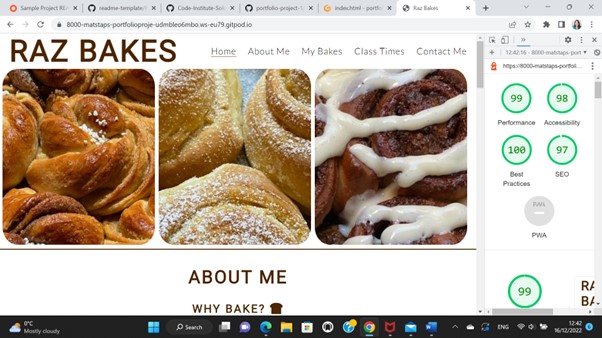 Sample Project REA
readme-template/
Code-Institute-Solu
portfolio-project-
index.html - portfo
Raz Bakes
8000-matstaps-portfolioproje-udmbleo6mbo.ws-eu79.gitpod.io
RAZ BAKES
Home About Me My Bakes Class Times Contact Me
ABOUT ME
WHY BAKE?
12:42:16 - 8000-matstaps-port
https://8000-matstaps-portfoli...
99 98
Performance Accessibility
100 97
Best Practices SEO
PWA
PWA
99
RA
BA
0°C
Mostly cloudy
Search
ENG
12:42
16/12/2022